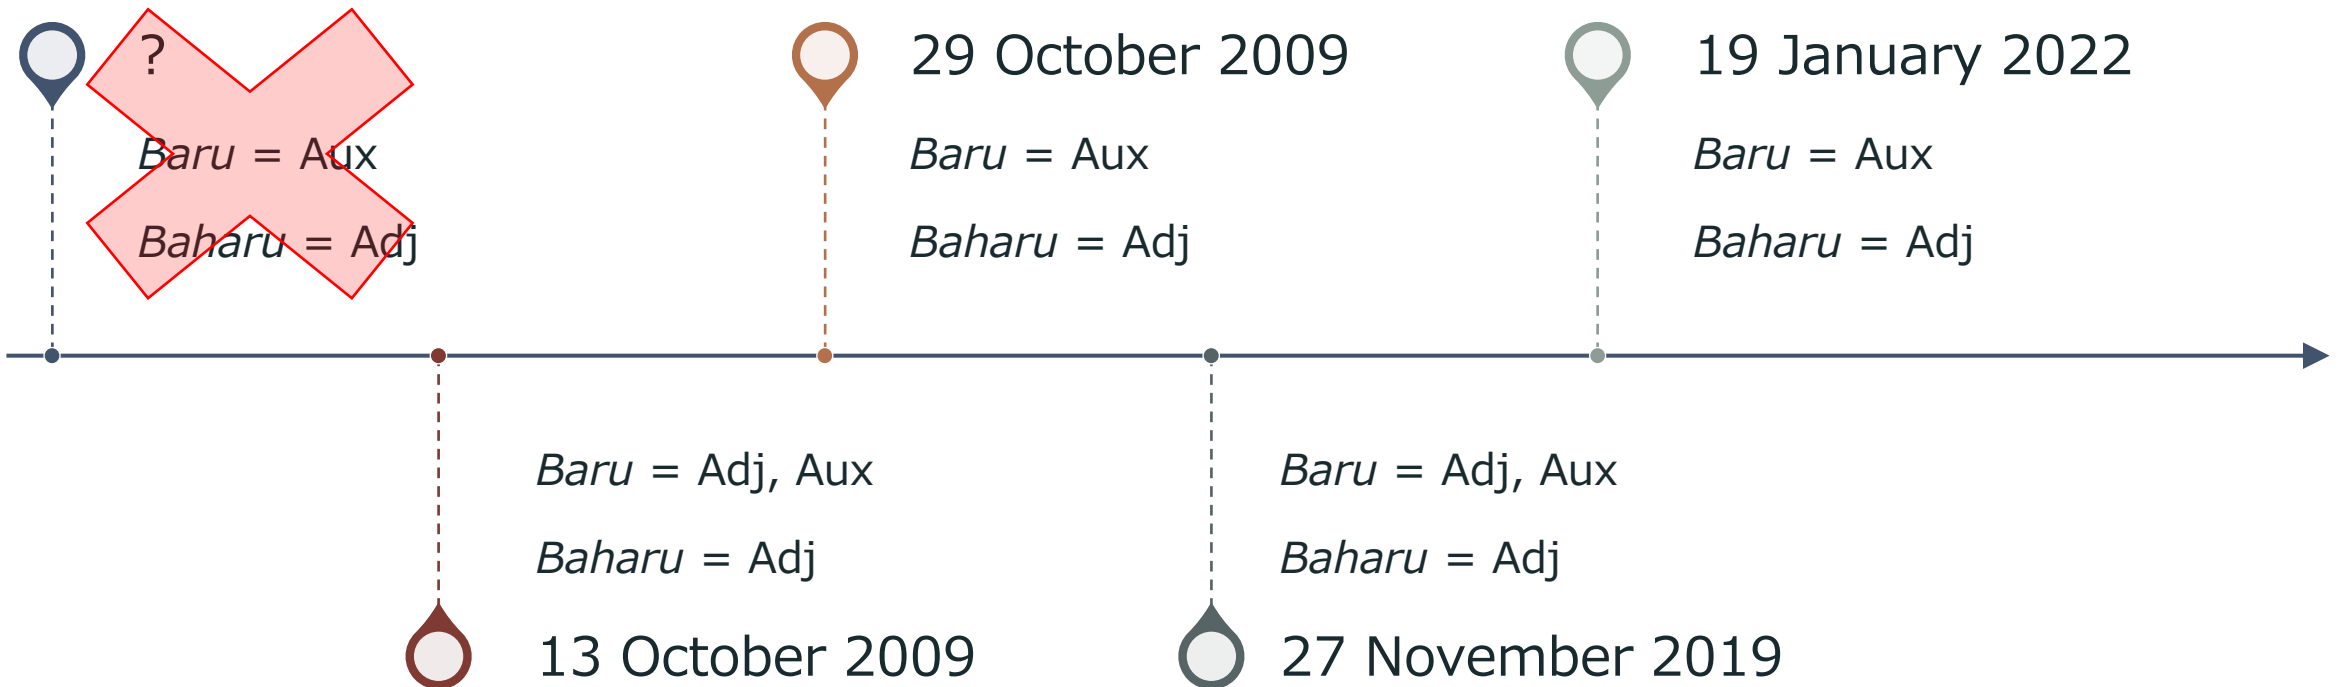 ?
Baru = Aux
Baharu = Adj
Baru = Adj, Aux
Baharu = Adj
13 October 2009
29 October 2009
Baru = Aux
Baharu = Adj
Baru = Adj, Aux
Baharu = Adj
27 November 2019
19 January 2022
Baru = Aux
Baharu = Adj